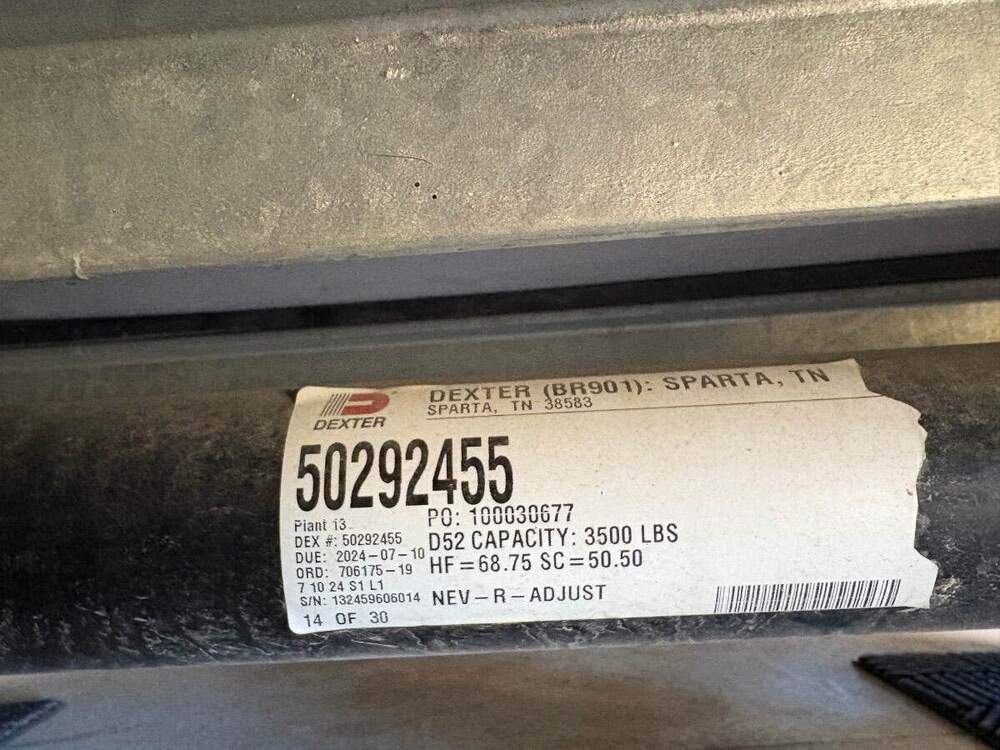 DEXTER
DEXTER (BR901): SPARTA, TN
SPARTA, TN 38583
50292455
Plant 13
PO: 100030677
DEX #: 50292455
D52 CAPACITY: 3500 LBS
DUE: 2024-07-10
HF=68.75 SC=50.50
ORD: 706175-19
7 10 24 S1 L1
S/N: 132459606014
NEV-R-ADJUST
14 OF 30